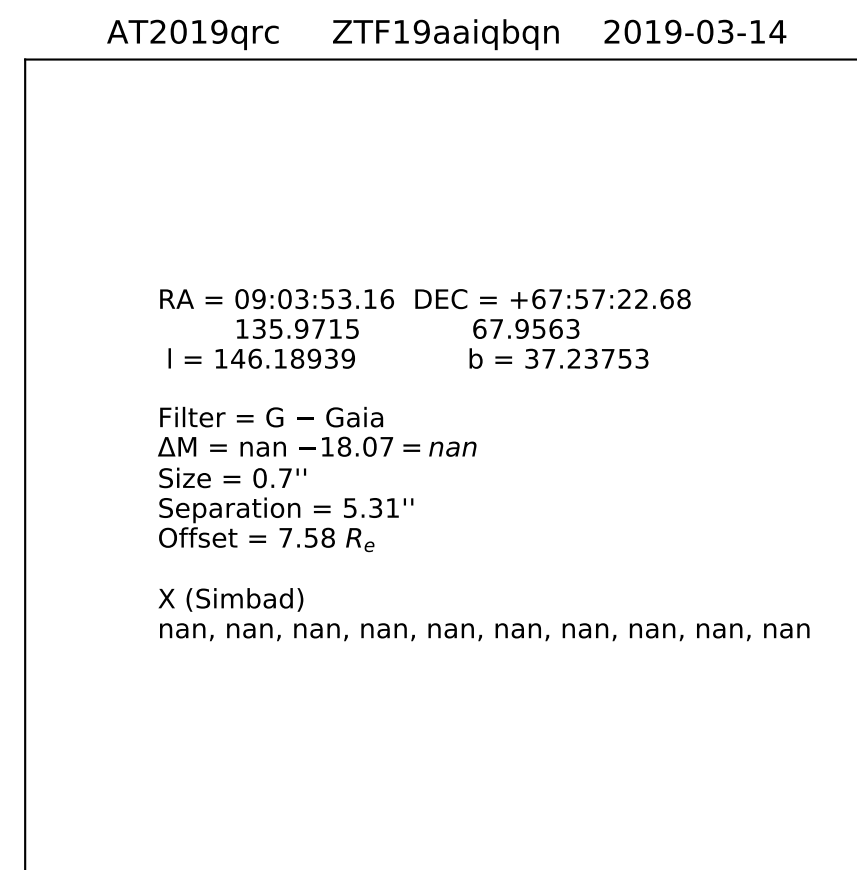 AT2019qrc ZTF19aaiqbqn 2019-03-14
RA = 09:03:53.16 DEC = +67:57:22.68
135.9715 67.9563
l = 146.18939 b = 37.23753
Filter = G − Gaia
ΔM = nan −18.07 = nan
Size = 0.7''
Separation = 5.31''
Offset = 7.58 Re
X (Simbad)
nan, nan, nan, nan, nan, nan, nan, nan, nan, nan